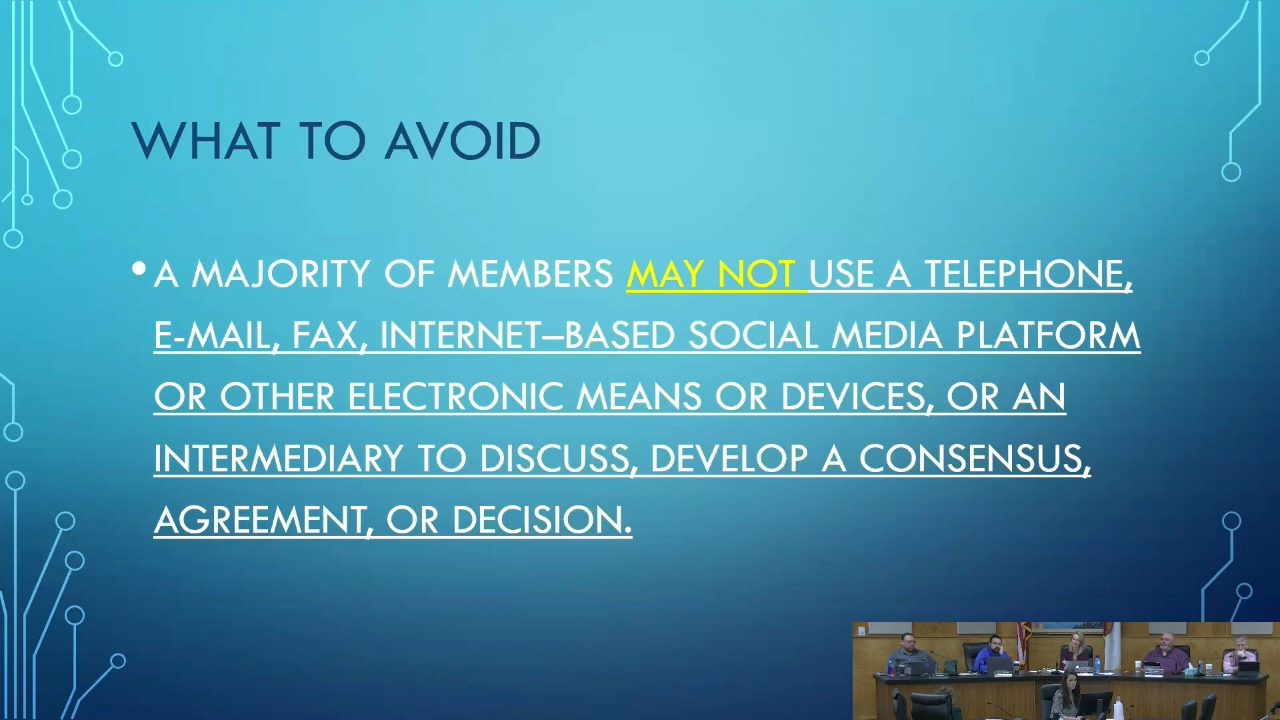 WHAT TO AVOID
• A MAJORITY OF MEMBERS MAY NOT USE A TELEPHONE,
E-MAIL, FAX, INTERNET–BASED SOCIAL MEDIA PLATFORM
OR OTHER ELECTRONIC MEANS OR DEVICES, OR AN
INTERMEDIARY TO DISCUSS, DEVELOP A CONSENSUS,
AGREEMENT, OR DECISION.